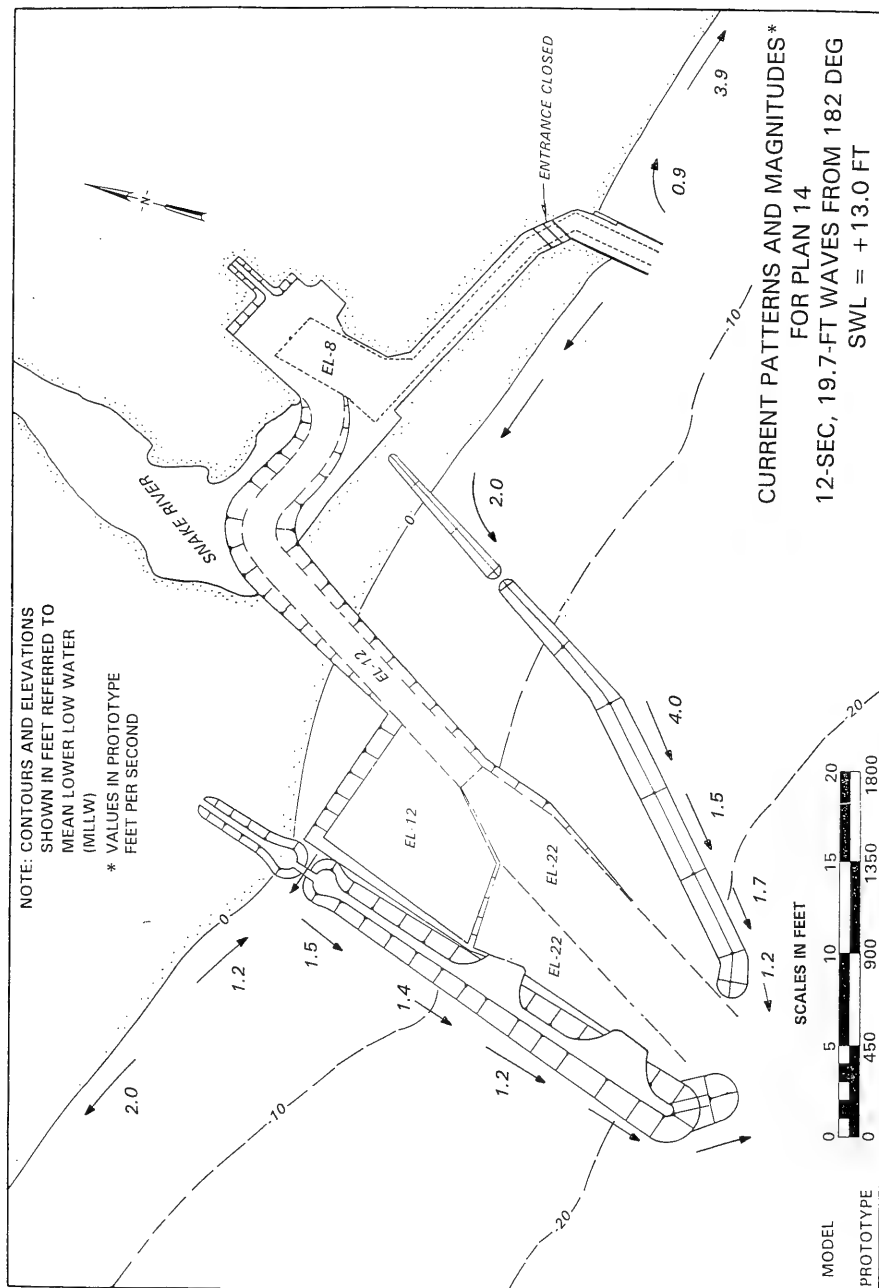 NOTE: CONTOURS AND ELEVATIONS
SHOWN IN FEET REFERRED TO
MEAN LOWER LOW WATER
(MLLW)
* VALUES IN PROTOTYPE
FEET PER SECOND
SNAKE RIVER
-N-
ENTRANCE CLOSED
EL-8
EL-12
EL-12
EL-22
EL-22
0
0
-10
-10
-20
-20
2.0
1.2
1.5
1.4
1.2
2.0
4.0
1.5
1.7
1.2
0.9
3.9
CURRENT PATTERNS AND MAGNITUDES*
FOR PLAN 14
12-SEC, 19.7-FT WAVES FROM 182 DEG
SWL = +13.0 FT
SCALES IN FEET
MODEL 0 5 10 15 20
PROTOTYPE 0 450 900 1350 1800